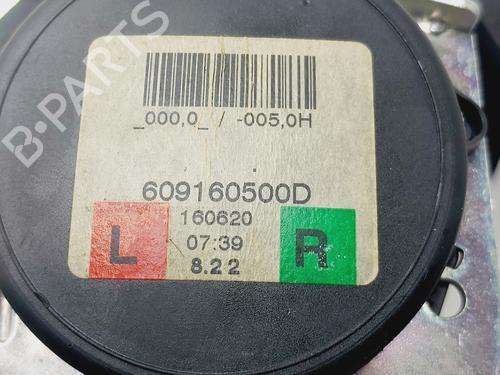 B-PARTS
_000,0_ / -005,0H
609160500D
160620
L 07:39 R
8.22